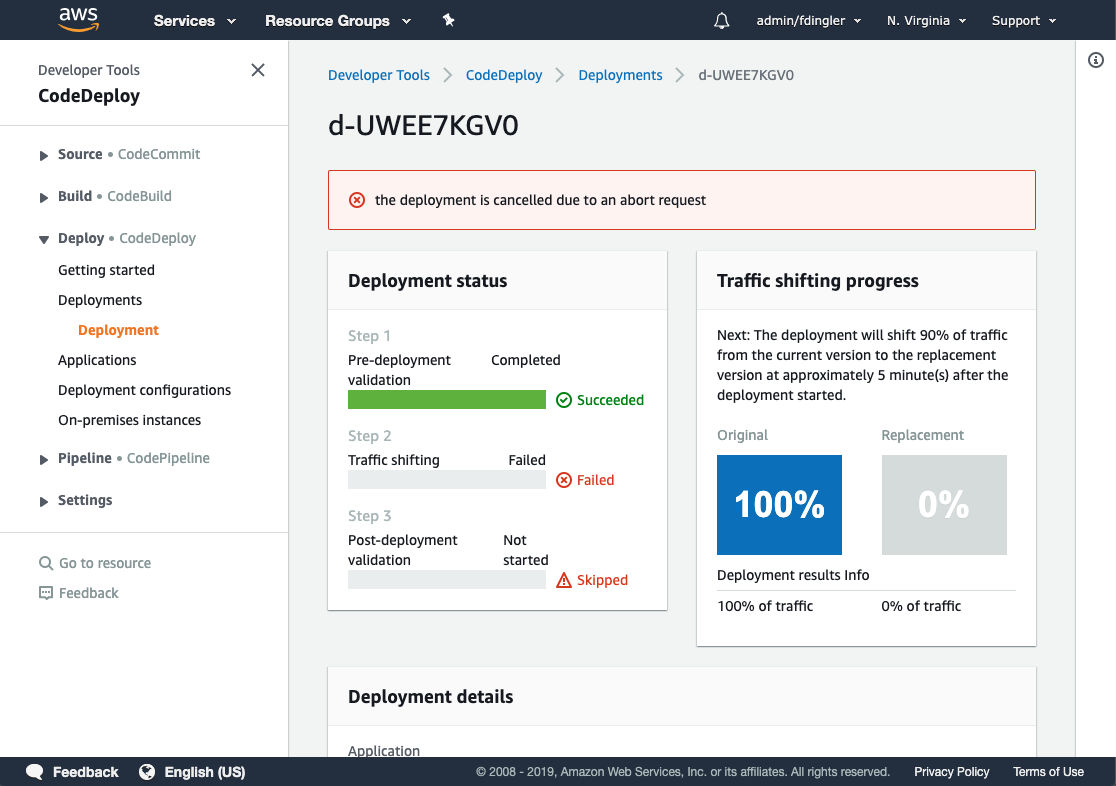 aws
Services
Resource Groups
admin/fdingler
N. Virginia
Support
Developer Tools
CodeDeploy
Source • CodeCommit
Build • CodeBuild
Deploy • CodeDeploy
Getting started
Deployments
Deployment
Applications
Deployment configurations
On-premises instances
Pipeline • CodePipeline
Settings
Go to resource
Feedback
Developer Tools
CodeDeploy
Deployments
d-UWEE7KGV0
d-UWEE7KGV0
the deployment is cancelled due to an abort request
Deployment status
Step 1
Pre-deployment
validation
Completed
Succeeded
Step 2
Traffic shifting
Failed
Failed
Step 3
Post-deployment
validation
Not
started
Skipped
Traffic shifting progress
Next: The deployment will shift 90% of traffic
from the current version to the replacement
version at approximately 5 minute(s) after the
deployment started.
Original
Replacement
100%
0%
Deployment results Info
100% of traffic
0% of traffic
Deployment details
Application
Feedback
English (US)
© 2008 - 2019, Amazon Web Services, Inc. or its affiliates. All rights reserved.
Privacy Policy
Terms of Use